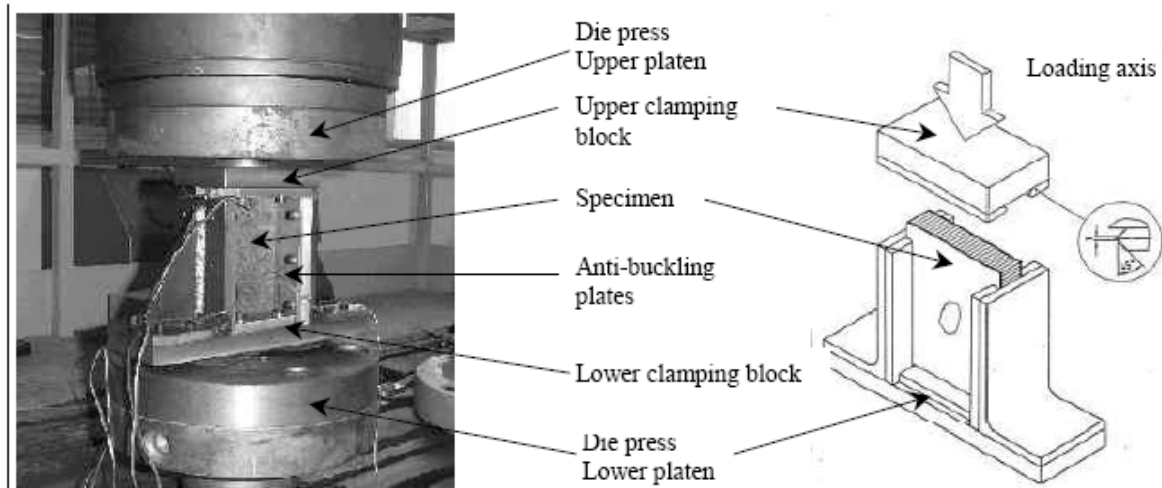 Die press
Upper platen
Loading axis
Upper clamping
block
Specimen
Anti-buckling
plates
Lower clamping block
Die press
Lower platen